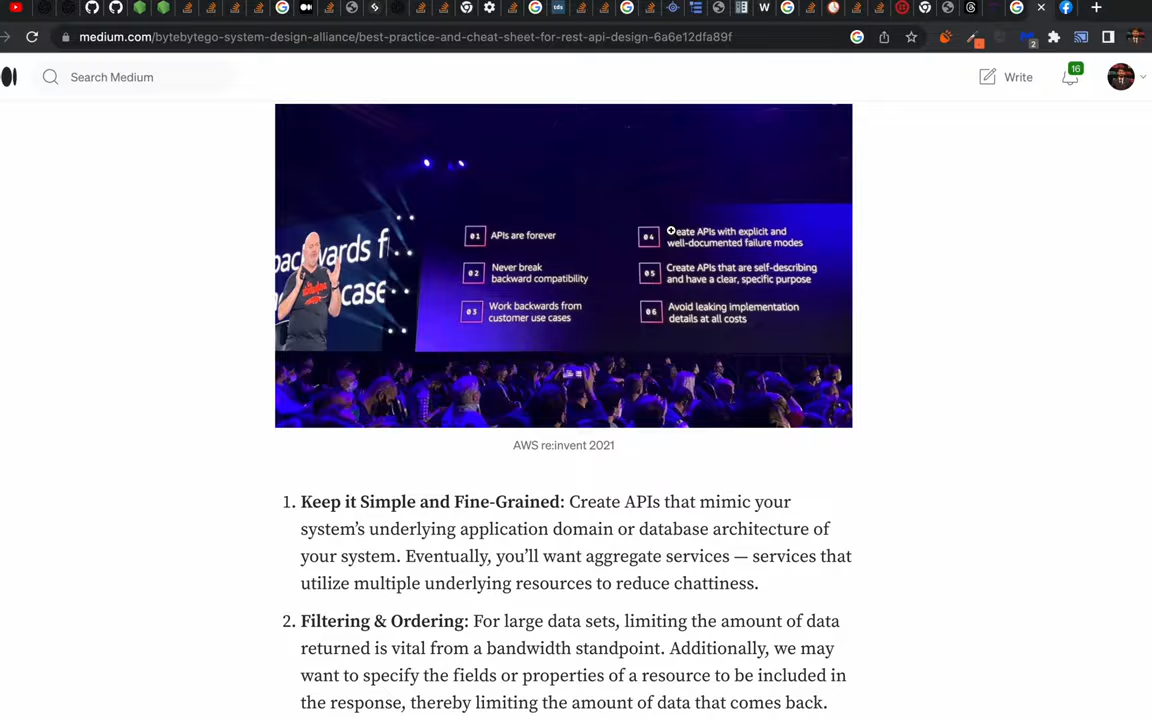 medium.com/bytebytego-system-design-alliance/best-practice-and-cheat-sheet-for-rest-api-design-6a6e12dfa89f
2
Search Medium
Write
16
01 APIs are forever
02 Never break
backward compatibility
03 Work backwards from
customer use cases
04 eate APIs with explicit and
well-documented failure modes
05 Create APIs that are self-describing
and have a clear, specific purpose
06 Avoid leaking implementation
details at all costs
AWS re:invent 2021
1. Keep it Simple and Fine-Grained: Create APIs that mimic your
system’s underlying application domain or database architecture of
your system. Eventually, you’ll want aggregate services — services that
utilize multiple underlying resources to reduce chattiness.
2. Filtering & Ordering: For large data sets, limiting the amount of data
returned is vital from a bandwidth standpoint. Additionally, we may
want to specify the fields or properties of a resource to be included in
the response, thereby limiting the amount of data that comes back.